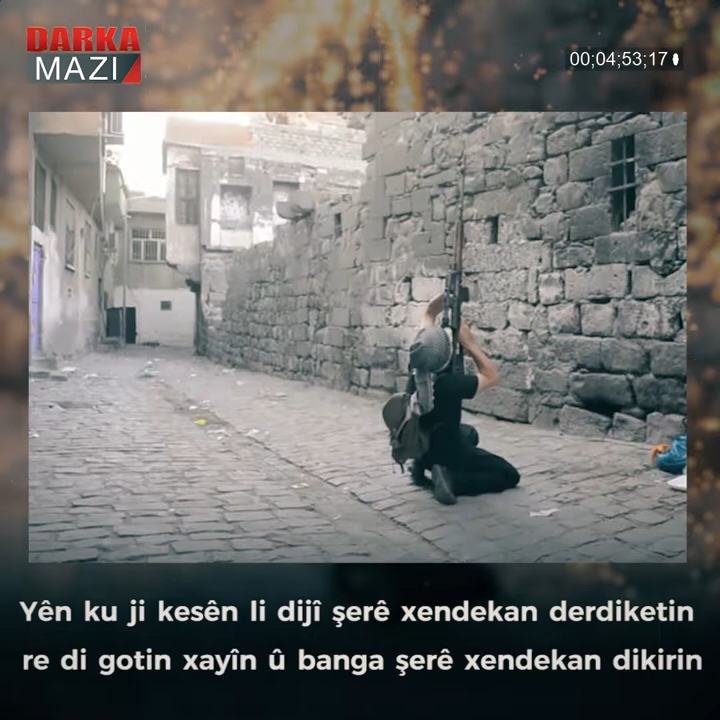 DARKA
MAZI
00;04;53;17
Yên ku ji kesên li dijî şerê xendekan derdiketin
re di gotin xayîn û banga şerê xendekan dikirin